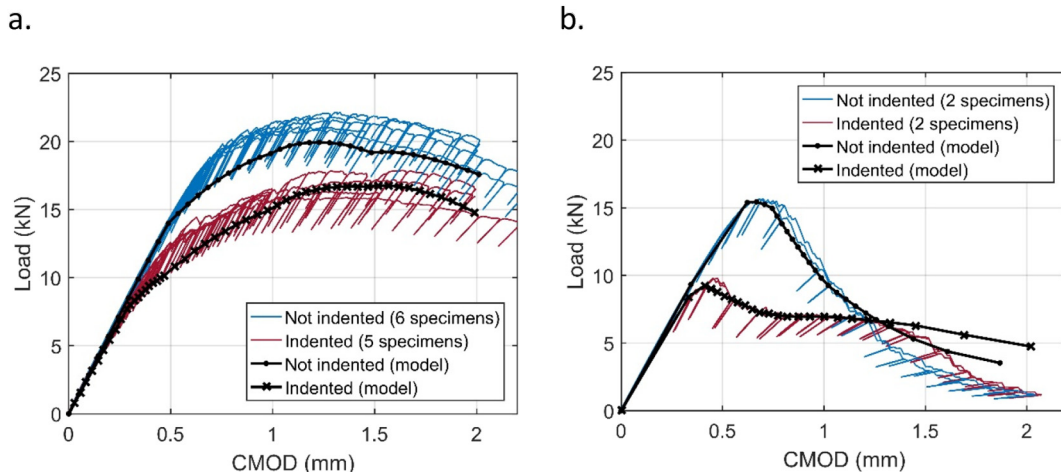 a.
25
20
15
10
5
0
Load (kN)
0 0.5 1 1.5 2
CMOD (mm)
Not indented (6 specimens)
Indented (5 specimens)
Not indented (model)
Indented (model)
b.
25
20
15
10
5
0
Load (kN)
0 0.5 1 1.5 2
CMOD (mm)
Not indented (2 specimens)
Indented (2 specimens)
Not indented (model)
Indented (model)